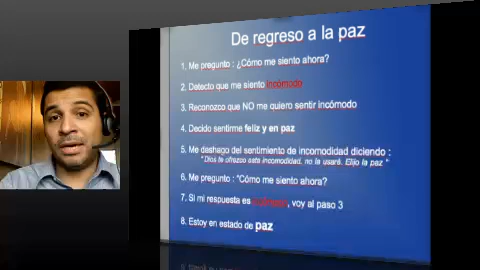 De regreso a la paz
1. Me pregunto : ¿Cómo me siento ahora?
2. Detecto que me siento incómodo
3. Reconozco que NO me quiero sentir incómodo
4. Decido sentirme feliz y en paz
5. Me deshago del sentimiento de incomodidad diciendo :
" Dios te ofrezco esta incomodidad, no la usaré. Elijo la paz "
6. Me pregunto : "Cómo me siento ahora?
7. Si mi respuesta es , voy al paso 3
8. Estoy en estado de paz